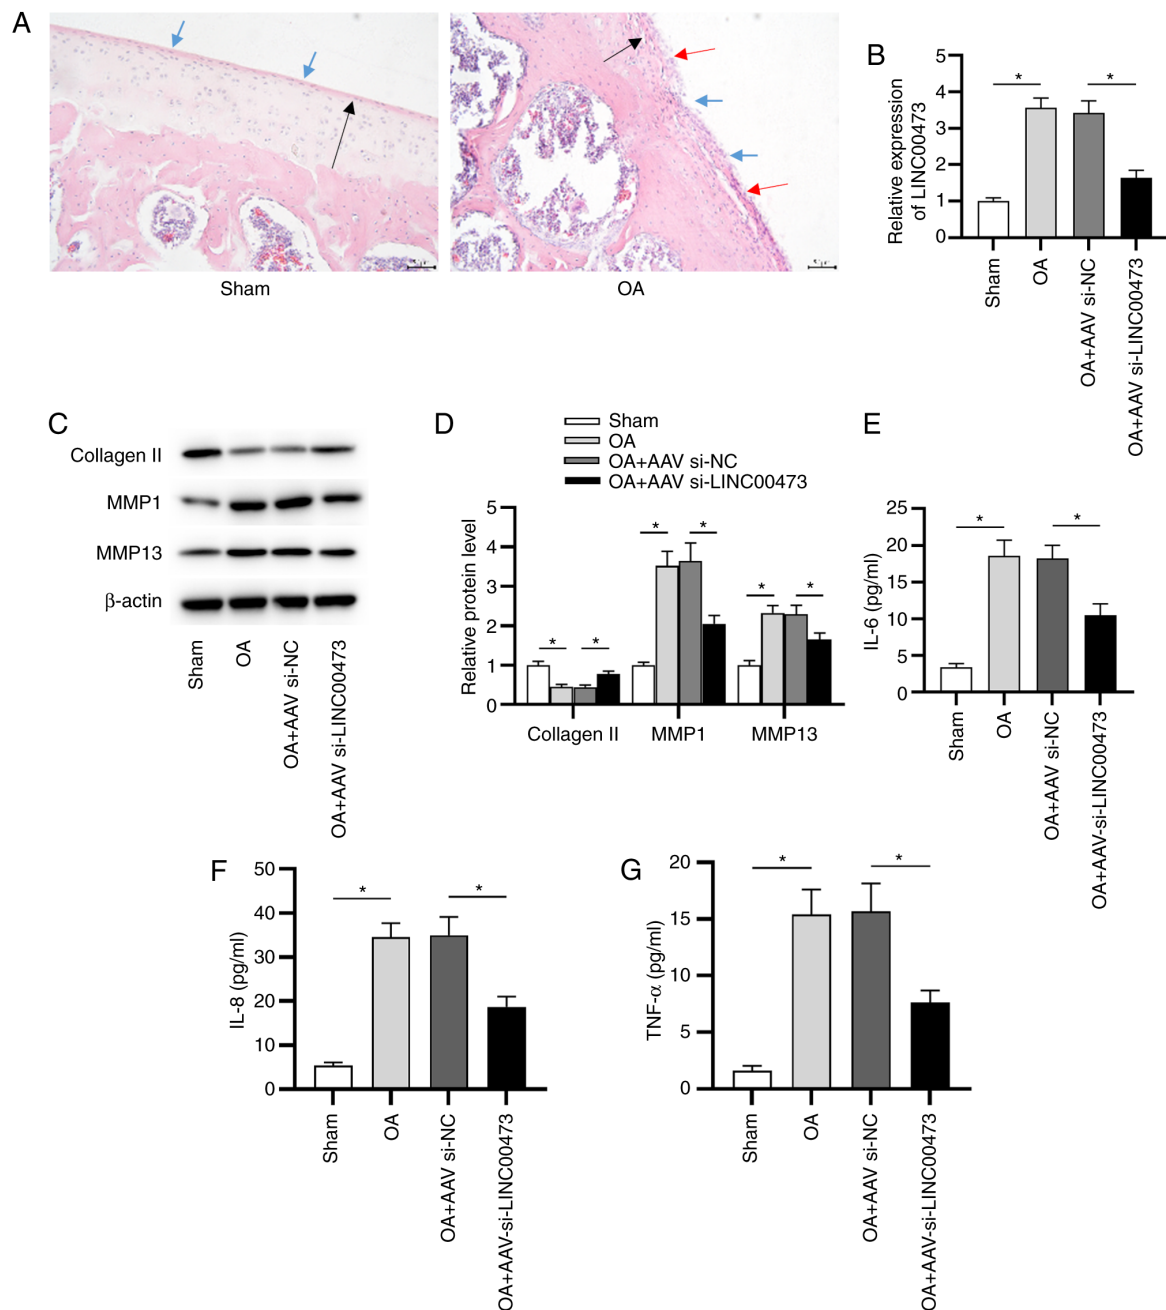 A
Sham
OA
B
Relative expression
of LINC00473
5
4
3
2
1
0
*
*
Sham
OA
OA+AAV si-NC
OA+AAV si-LINC00473
C
Collagen II
MMP1
MMP13
β-actin
Sham
OA
OA+AAV si-NC
OA+AAV si-LINC00473
D
Sham
OA
OA+AAV si-NC
OA+AAV si-LINC00473
Relative protein level
5
4
3
2
1
0
*
*
*
*
*
*
Collagen II
MMP1
MMP13
E
IL-6 (pg/ml)
25
20
15
10
5
0
*
*
Sham
OA
OA+AAV si-NC
OA+AAV-si-LINC00473
F
IL-8 (pg/ml)
50
40
30
20
10
0
*
*
Sham
OA
OA+AAV si-NC
OA+AAV-si-LINC00473
G
TNF-α (pg/ml)
20
15
10
5
0
*
*
Sham
OA
OA+AAV si-NC
OA+AAV-si-LINC00473